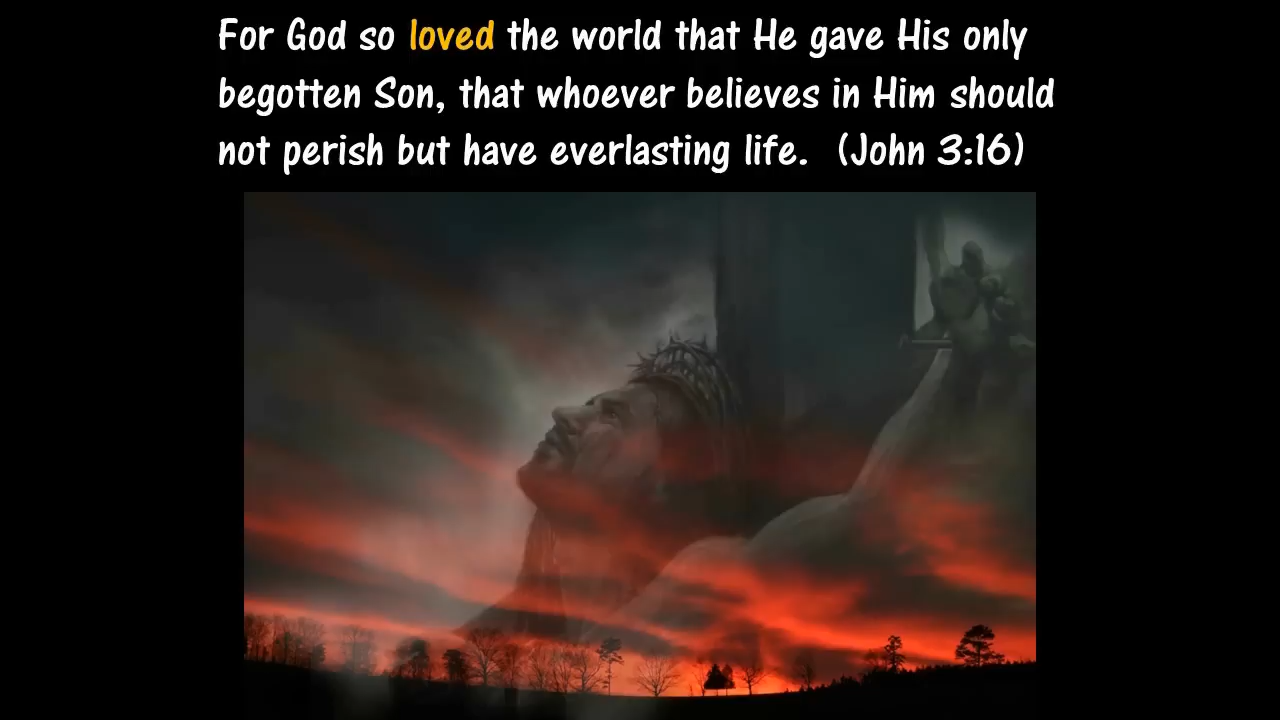 For God so loved the world that He gave His only
begotten Son, that whoever believes in Him should
not perish but have everlasting life.  (John 3:16)